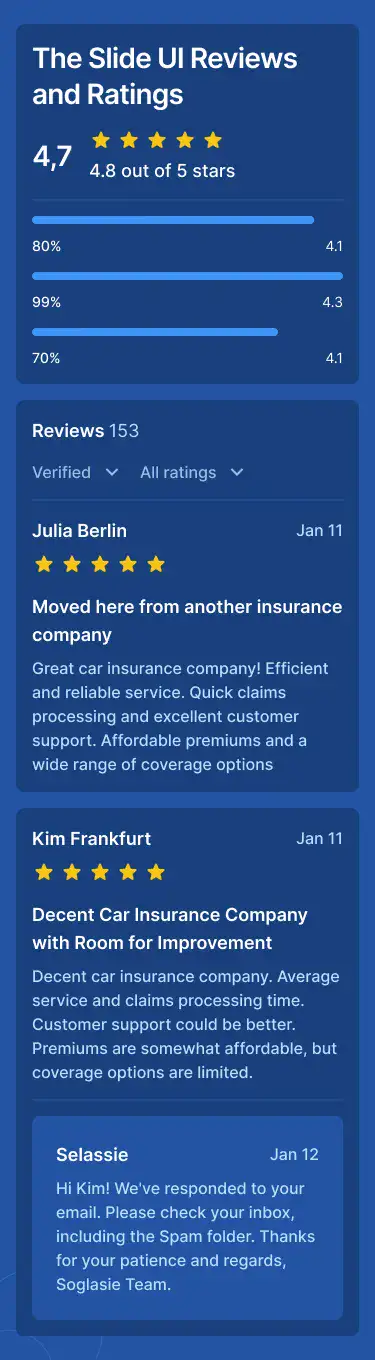 The Slide UI Reviews
and Ratings
4,7
4.8 out of 5 stars
80% 4.1
99% 4.3
70% 4.1
Reviews 153
Verified All ratings
Julia Berlin Jan 11
Moved here from another insurance
company
Great car insurance company! Efficient
and reliable service. Quick claims
processing and excellent customer
support. Affordable premiums and a
wide range of coverage options
Kim Frankfurt Jan 11
Decent Car Insurance Company
with Room for Improvement
Decent car insurance company. Average
service and claims processing time.
Customer support could be better.
Premiums are somewhat affordable, but
coverage options are limited.
Selassie Jan 12
Hi Kim! We've responded to your
email. Please check your inbox,
including the Spam folder. Thanks
for your patience and regards,
Soglasie Team.